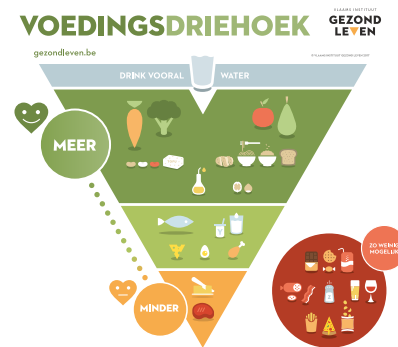 VOEDINGSDRIEHOEK
VLAAMS INSTITUUT
GEZOND
LEVEN
gezondleven.be
DRINK VOORAL WATER
MEER
MINDER
ZO WEINIG
MOGELIJK